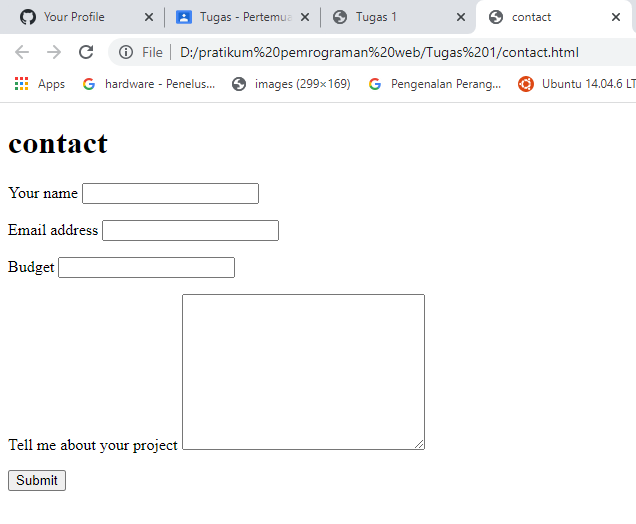 Your Profile
Tugas - Pertemua
Tugas 1
contact
File
D:/pratikum%20pemrograman%20web/Tugas%201/contact.html
Apps
hardware - Penelus...
images (299×169)
Pengenalan Perang...
Ubuntu 14.04.6 LT
contact
Your name
Email address
Budget
Tell me about your project
Submit